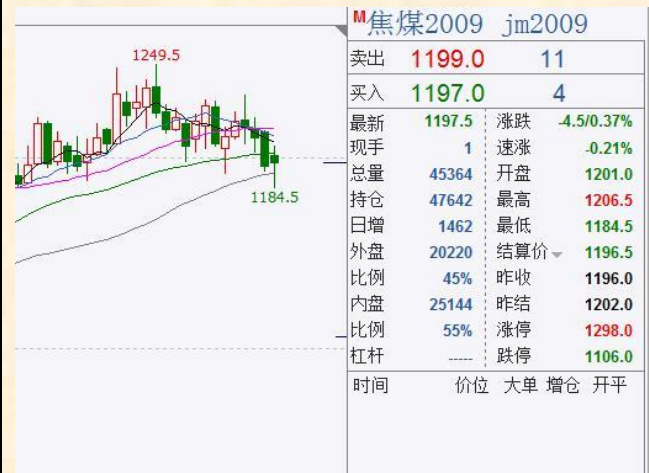 M焦煤2009 jm2009
1249.5
1184.5
卖出 1199.0 11
买入 1197.0 4
最新 1197.5 涨跌 -4.5/0.37%
现手 1 速涨 -0.21%
总量 45364 开盘 1201.0
持仓 47642 最高 1206.5
日增 1462 最低 1184.5
外盘 20220 结算价 1196.5
比例 45% 昨收 1196.0
内盘 25144 昨结 1202.0
比例 55% 涨停 1298.0
杠杆 ----- 跌停 1106.0
时间 价位 大单 增仓 开平